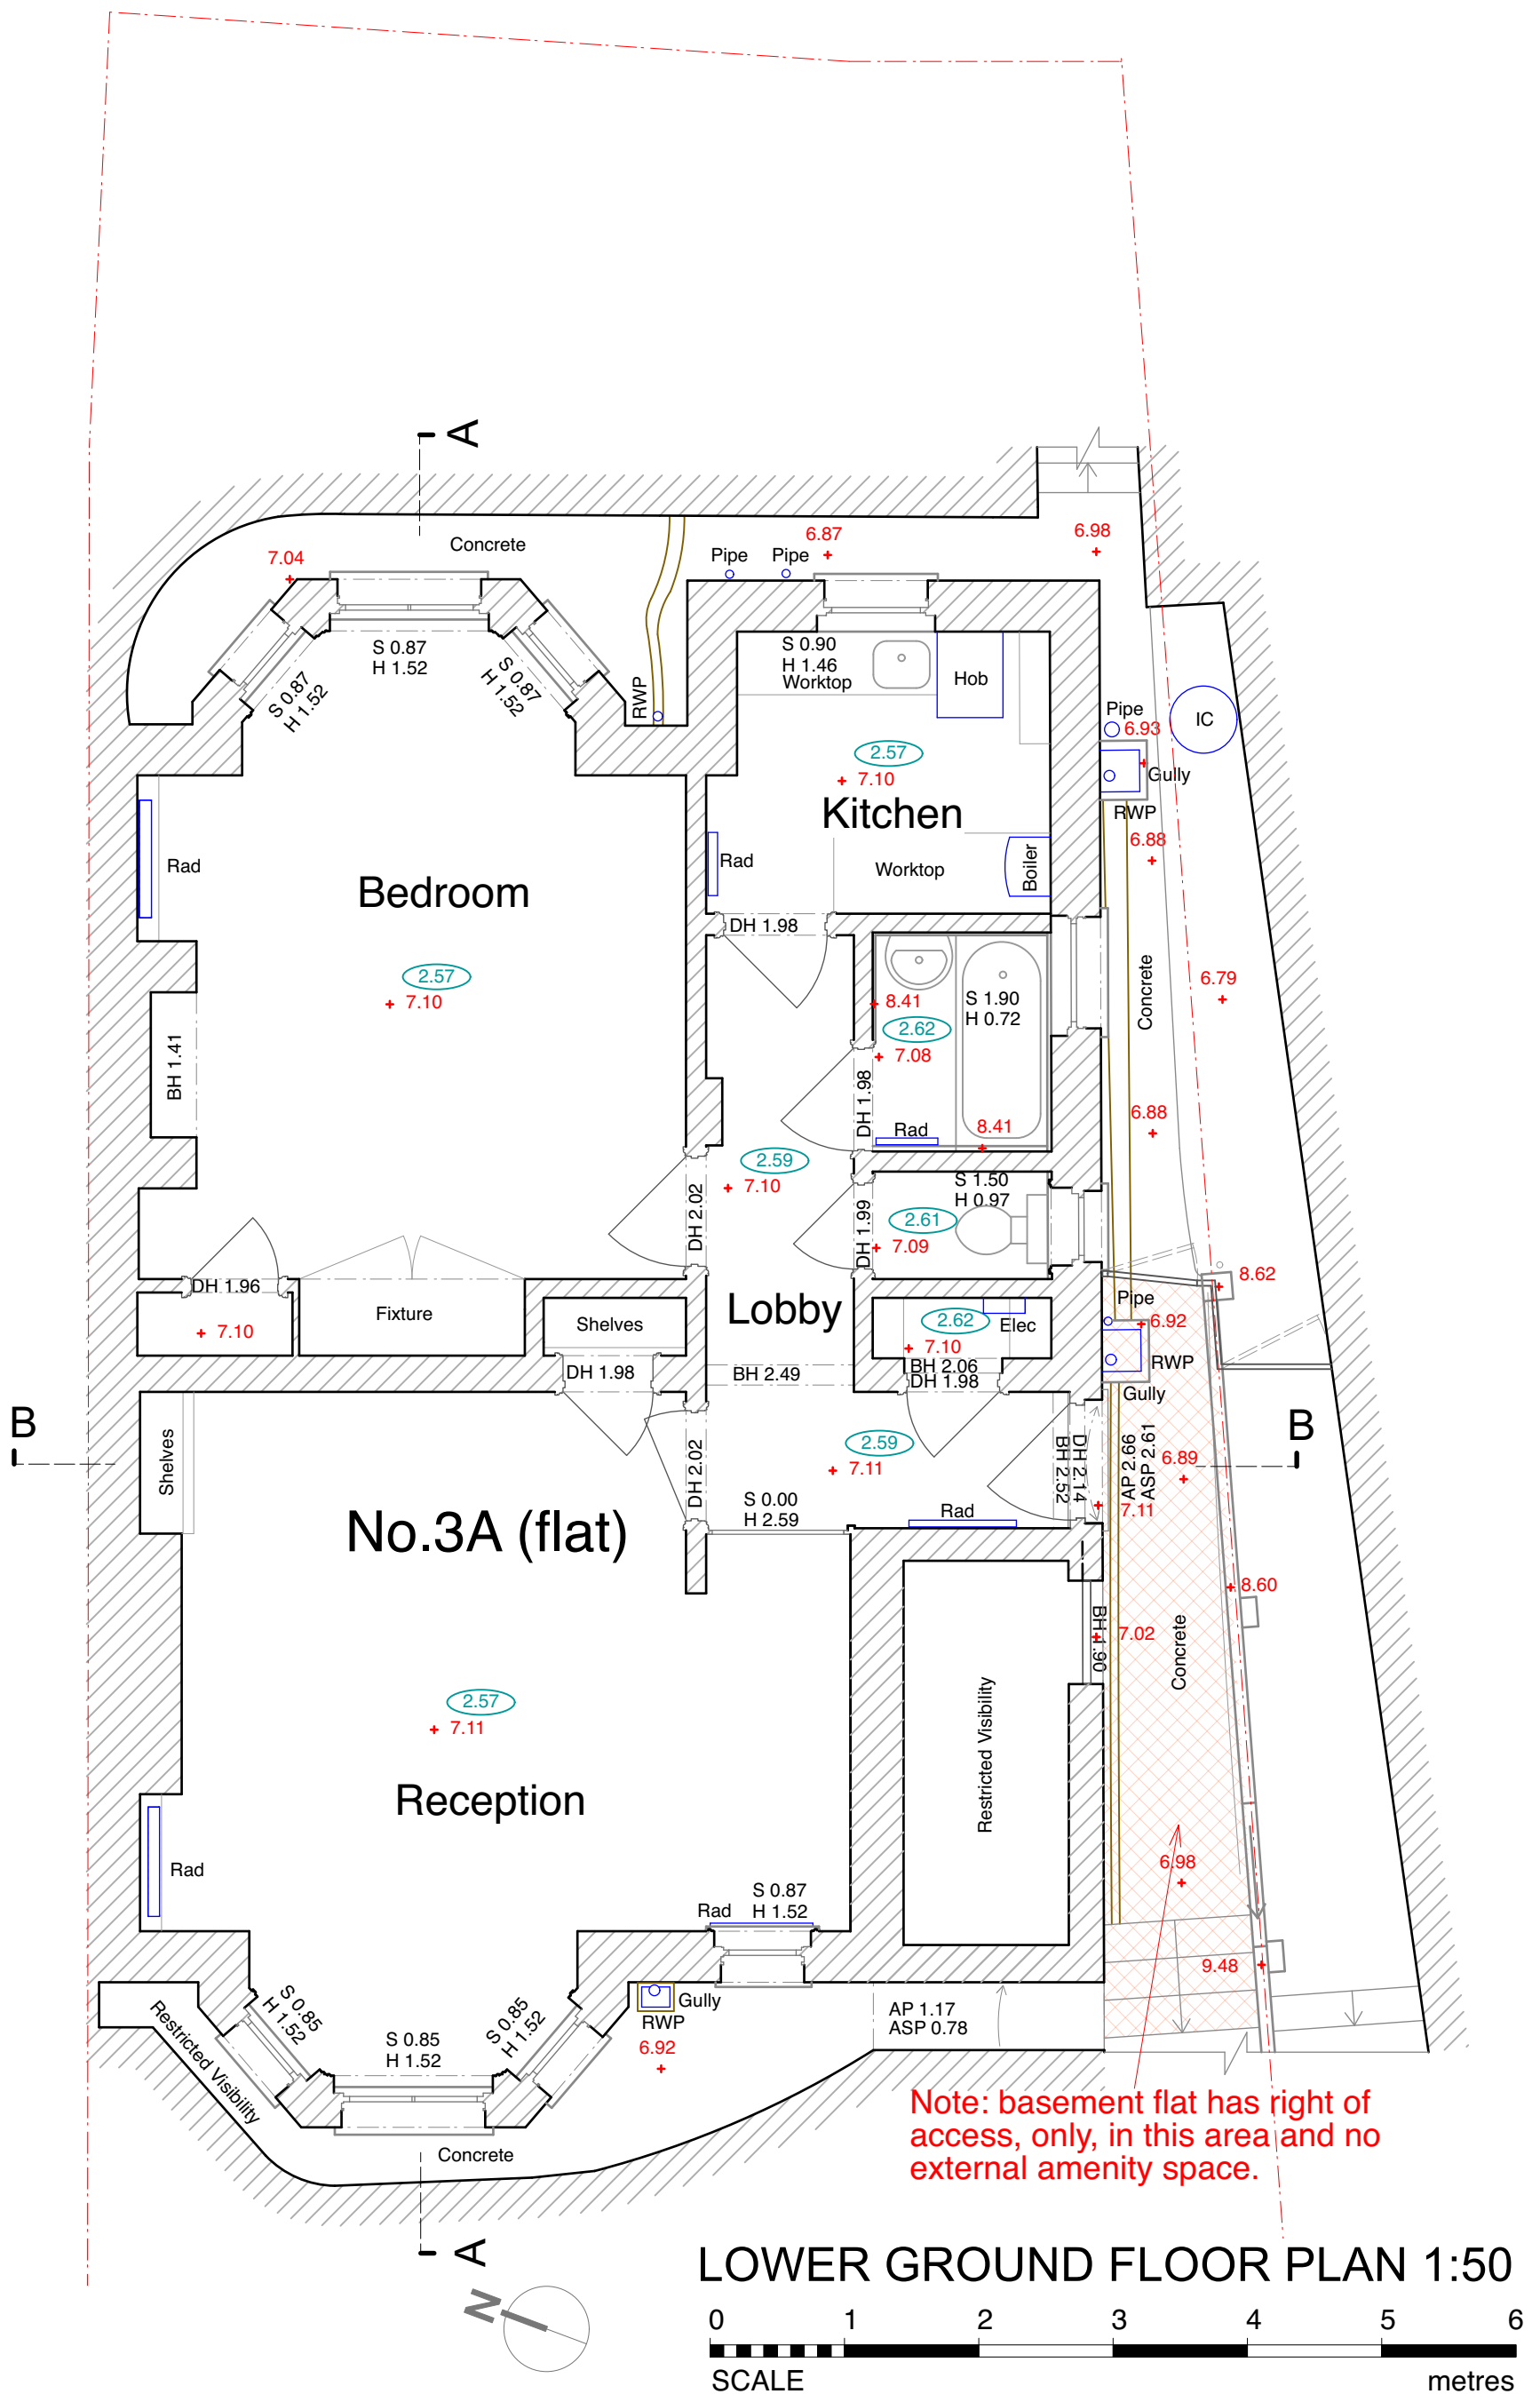 A
7.04
Concrete
Pipe
Pipe
6.87
6.98
S 0.87
H 1.52
S 0.87
H 1.52
S 0.87
H 1.52
RWP
S 0.90
H 1.46
Worktop
Hob
Pipe
6.93
IC
Gully
RWP
6.88
2.57
7.10
Kitchen
Rad
Rad
Worktop
Boiler
Bedroom
DH 1.98
2.57
7.10
8.41
S 1.90
H 0.72
2.62
7.08
Concrete
6.79
BH 1.41
DH 1.98
Rad
8.41
6.88
2.59
7.10
S 1.50
H 0.97
DH 2.02
DH 1.99
2.61
7.09
8.62
DH 1.96
Fixture
Shelves
Lobby
2.62
Elec
Pipe
6.92
7.10
7.10
RWP
BH 2.06
DH 1.98
DH 1.98
BH 2.49
Gully
B
B
Shelves
DH 2.02
2.59
7.11
BH 2.52
DH 2.14
AP 2.66
ASP 2.61
6.89
7.11
S 0.00
H 2.59
Rad
No.3A (flat)
8.60
BH 1.90
7.02
Concrete
Restricted Visibility
2.57
7.11
Reception
Rad
6.98
Rad
S 0.87
H 1.52
9.48
Gully
RWP
6.92
AP 1.17
ASP 0.78
Restricted Visibility
S 0.85
H 1.52
S 0.85
H 1.52
S 0.85
H 1.52
Concrete
Note: basement flat has right of
access, only, in this area and no
external amenity space.
A
N
LOWER GROUND FLOOR PLAN 1:50
0 1 2 3 4 5 6
SCALE metres